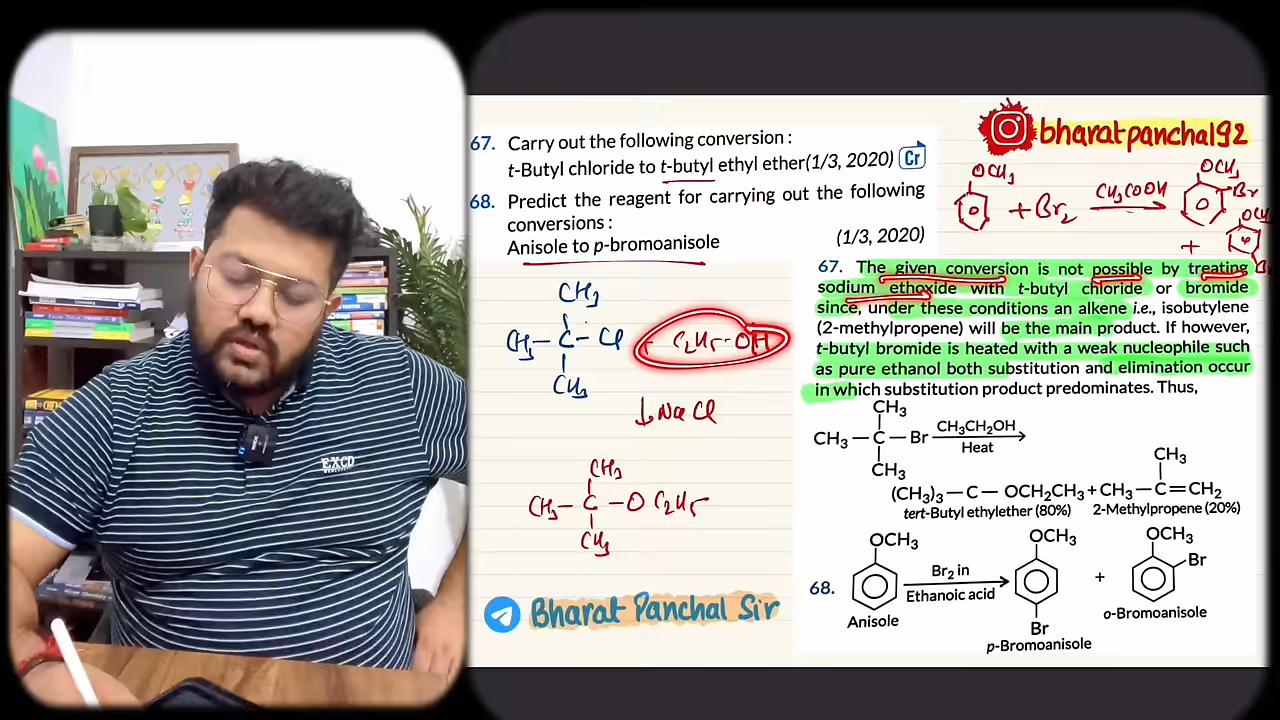 67. Carry out the following conversion :
t-Butyl chloride to t-butyl ethyl ether(1/3, 2020) Cr
68. Predict the reagent for carrying out the following
conversions :
Anisole to p-bromoanisole
(1/3, 2020)
CH3
CH3 – C – Cl + C2H5-OH
CH3
↓ NaCl
CH3
CH3 – C – O C2H5
CH3
Bharat Panchal Sir
bharatpanchal92
OCH3
+ Br2
CH3COOH
OCH3
Br
+
OCH3
67. The given conversion is not possible by treating
sodium ethoxide with t-butyl chloride or bromide
since, under these conditions an alkene i.e., isobutylene
(2-methylpropene) will be the main product. If however,
t-butyl bromide is heated with a weak nucleophile such
as pure ethanol both substitution and elimination occur
in which substitution product predominates. Thus,
CH3
CH3 — C — Br CH3CH2OH
Heat
CH3
CH3
(CH3)3 — C — OCH2CH3 + CH3 — C = CH2
tert-Butyl ethylether (80%) 2-Methylpropene (20%)
68.
OCH3
Anisole
Br2 in
Ethanoic acid
OCH3
Br
p-Bromoanisole
+
OCH3
Br
o-Bromoanisole
EXCD